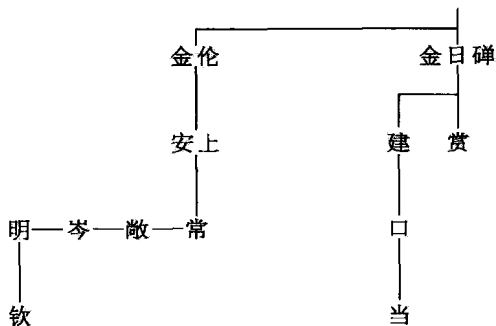 金伦 金日磾
安上 建 赏
明 岑 敞 常 口
钦 当